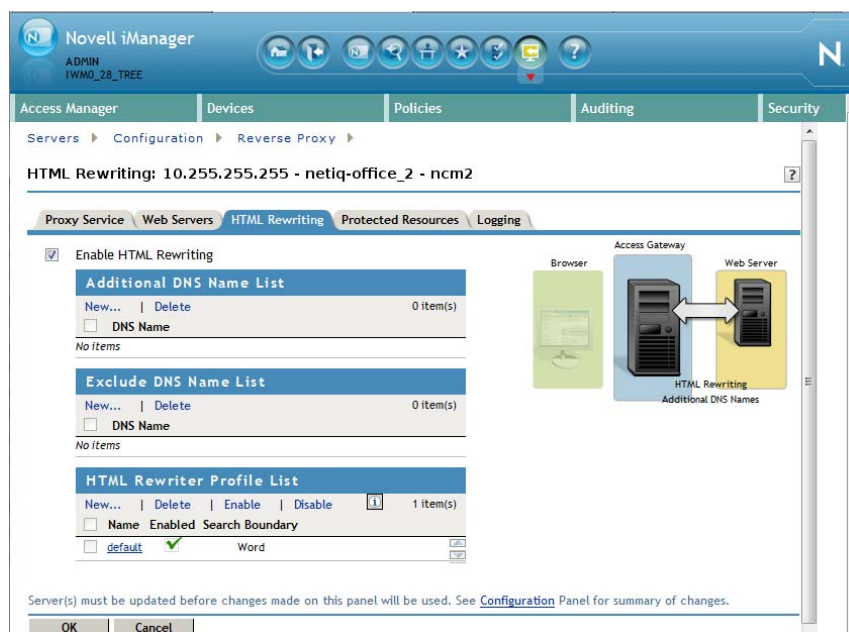 Novell iManager
ADMIN
IWMO_28_TREE
N
Access Manager Devices Policies Auditing Security
Servers Configuration Reverse Proxy
HTML Rewriting: 10.255.255.255 - netiq-office_2 - ncm2 ?
Proxy Service Web Servers HTML Rewriting Protected Resources Logging
Enable HTML Rewriting
Additional DNS Name List
New... | Delete 0 item(s)
DNS Name
No items
Exclude DNS Name List
New... | Delete 0 item(s)
DNS Name
No items
HTML Rewriter Profile List
New... | Delete | Enable | Disable 1 item(s)
Name Enabled Search Boundary
default Word
Access Gateway
Browser Web Server
HTML Rewriting
Additional DNS Names
Server(s) must be updated before changes made on this panel will be used. See Configuration Panel for summary of changes.
OK Cancel